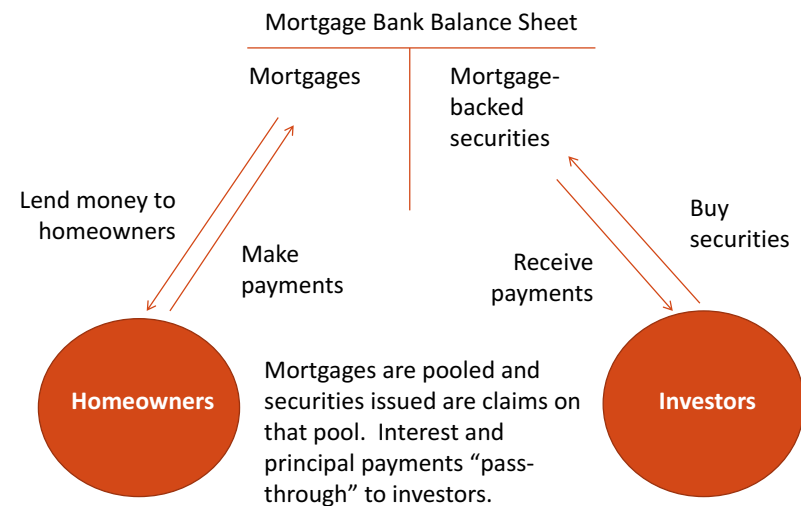 Mortgage Bank Balance Sheet
Mortgages
Mortgage-
backed
securities
Lend money to
homeowners
Make
payments
Receive
payments
Buy
securities
Homeowners
Mortgages are pooled and
securities issued are claims on
that pool.  Interest and
principal payments “pass-
through” to investors.
Investors